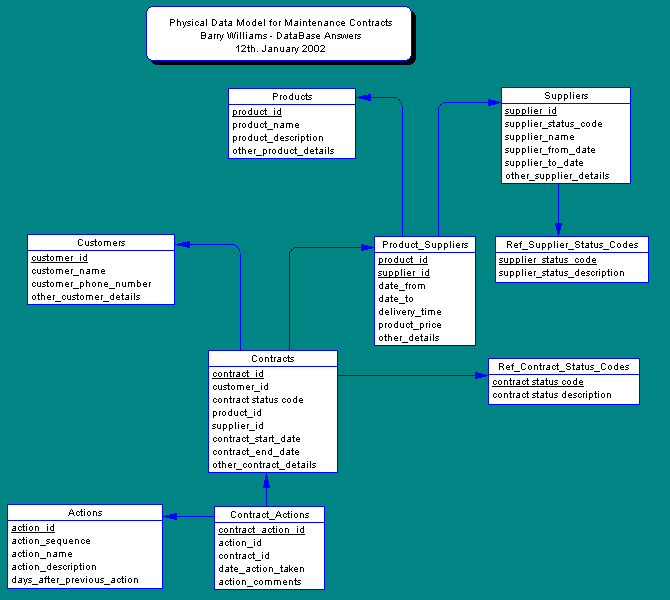 Physical Data Model for Maintenance Contracts
Barry Williams - DataBase Answers
12th. January 2002
Products
product_id
product_name
product_description
other_product_details
Suppliers
supplier_id
supplier_status_code
supplier_name
supplier_from_date
supplier_to_date
other_supplier_details
Customers
customer_id
customer_name
customer_phone_number
other_customer_details
Product_Suppliers
product_id
supplier_id
date_from
date_to
delivery_time
product_price
other_details
Ref_Supplier_Status_Codes
supplier_status_code
supplier_status_description
Contracts
contract_id
customer_id
contract status code
product_id
supplier_id
contract_start_date
contract_end_date
other_contract_details
Ref_Contract_Status_Codes
contract status code
contract status description
Actions
action_id
action_sequence
action_name
action_description
days_after_previous_action
Contract_Actions
contract_action_id
action_id
contract_id
date_action_taken
action_comments